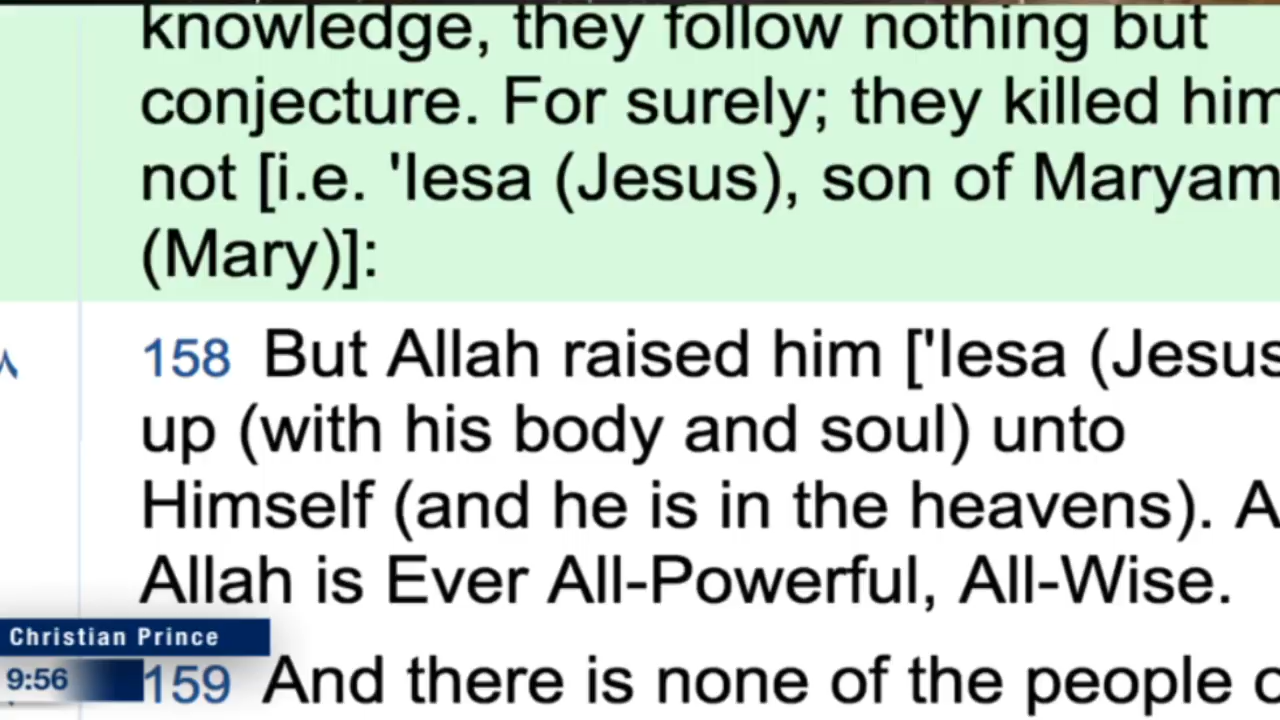 knowledge, they follow nothing but
conjecture. For surely; they killed him
not [i.e. 'Iesa (Jesus), son of Maryam
(Mary)]:
158 But Allah raised him ['Iesa (Jesus
up (with his body and soul) unto
Himself (and he is in the heavens). A
Allah is Ever All-Powerful, All-Wise.
Christian Prince
9:56
159 And there is none of the people o